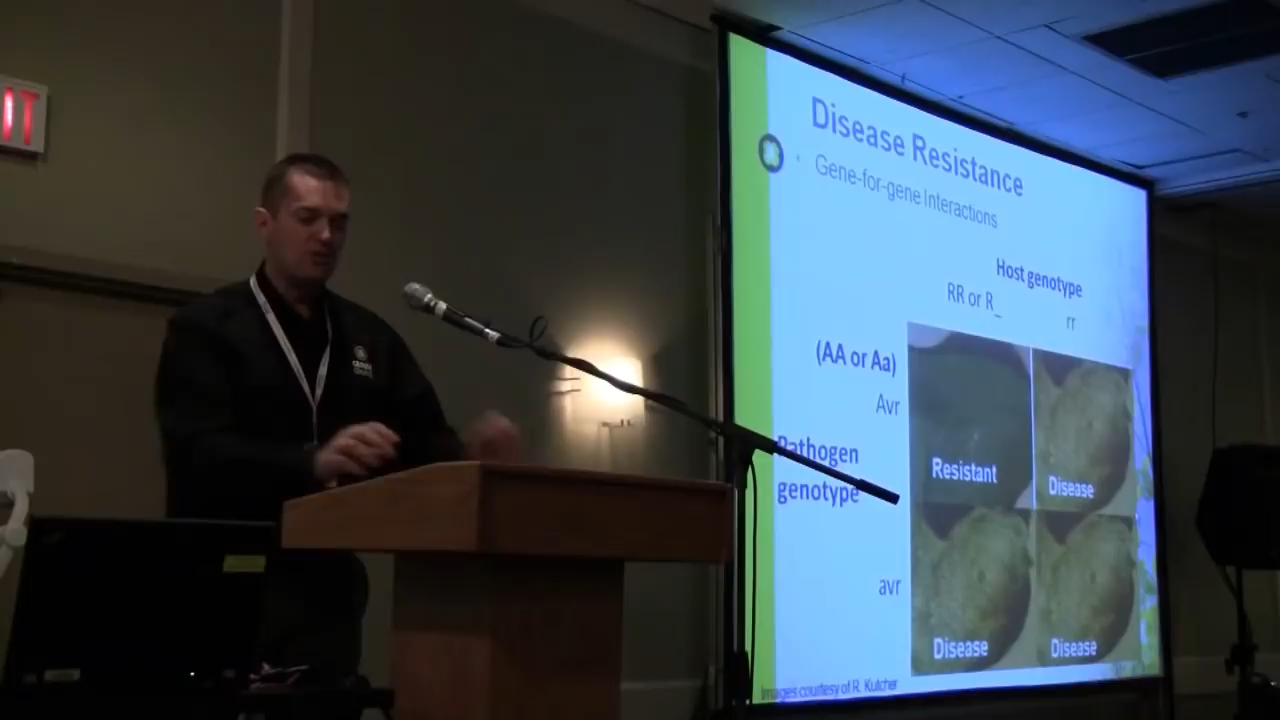 IT
Disease Resistance
Gene-for-gene Interactions
Host genotype
RR or R_
rr
(AA or Aa)
Avr
Pathogen
genotype
avr
Resistant
Disease
Disease
Disease
Images courtesy of R. Kutcher